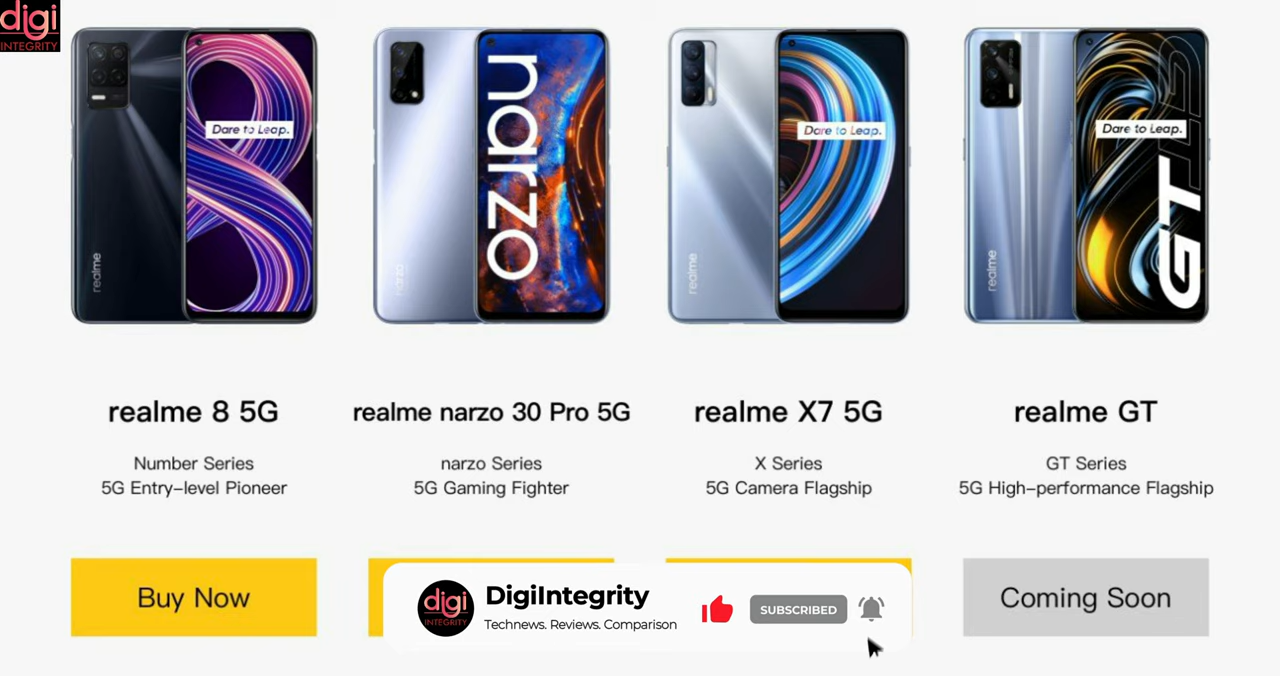 digi
INTEGRITY
realme
Dare to Leap.
narzo
narzo
realme
Dare to Leap.
realme
Dare to Leap.
GT
realme 8 5G
realme narzo 30 Pro 5G
realme X7 5G
realme GT
Number Series
5G Entry-level Pioneer
narzo Series
5G Gaming Fighter
X Series
5G Camera Flagship
GT Series
5G High-performance Flagship
Buy Now
digi
INTEGRITY
DigiIntegrity
Technews. Reviews. Comparison
SUBSCRIBED
Coming Soon